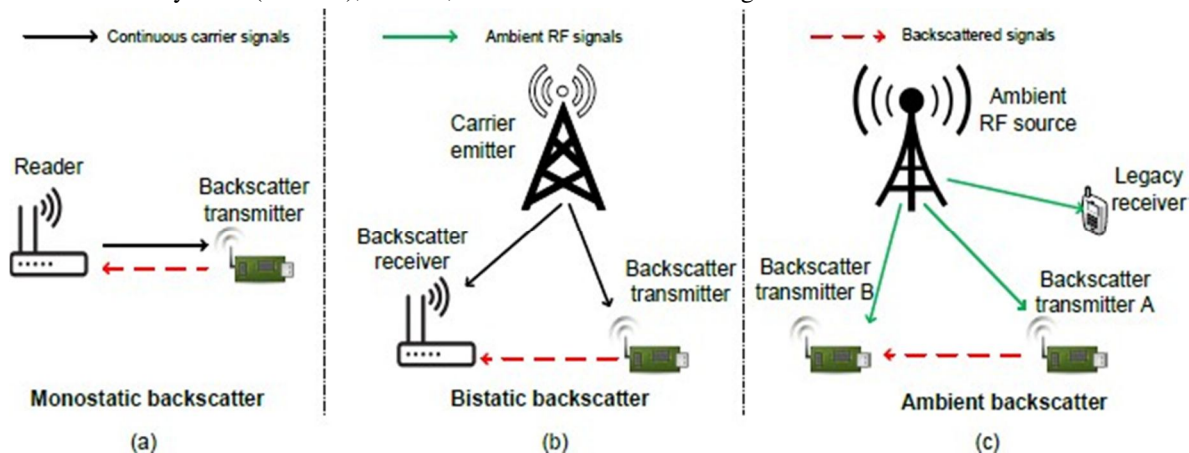 Continuous carrier signals
Ambient RF signals
Backscattered signals
Reader
Backscatter
transmitter
Monostatic backscatter
(a)
Carrier
emitter
Backscatter
receiver
Backscatter
transmitter
Bistatic backscatter
(b)
Ambient
RF source
Legacy
receiver
Backscatter
transmitter B
Backscatter
transmitter A
Ambient backscatter
(c)